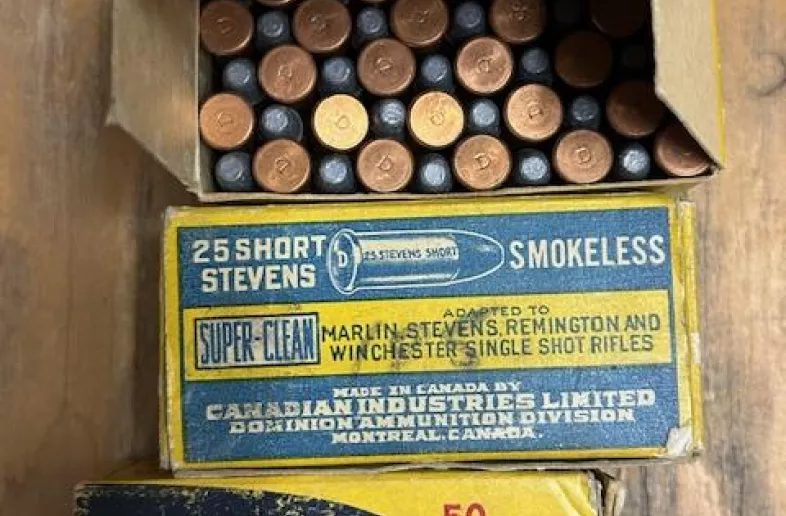 25 SHORT
STEVENS
D
25 STEVENS SHORT
SMOKELESS
SUPER-CLEAN
ADAPTED TO
MARLIN, STEVENS, REMINGTON AND
WINCHESTER SINGLE SHOT RIFLES
MADE IN CANADA BY
CANADIAN INDUSTRIES LIMITED
DOMINION AMMUNITION DIVISION
MONTREAL, CANADA.
50